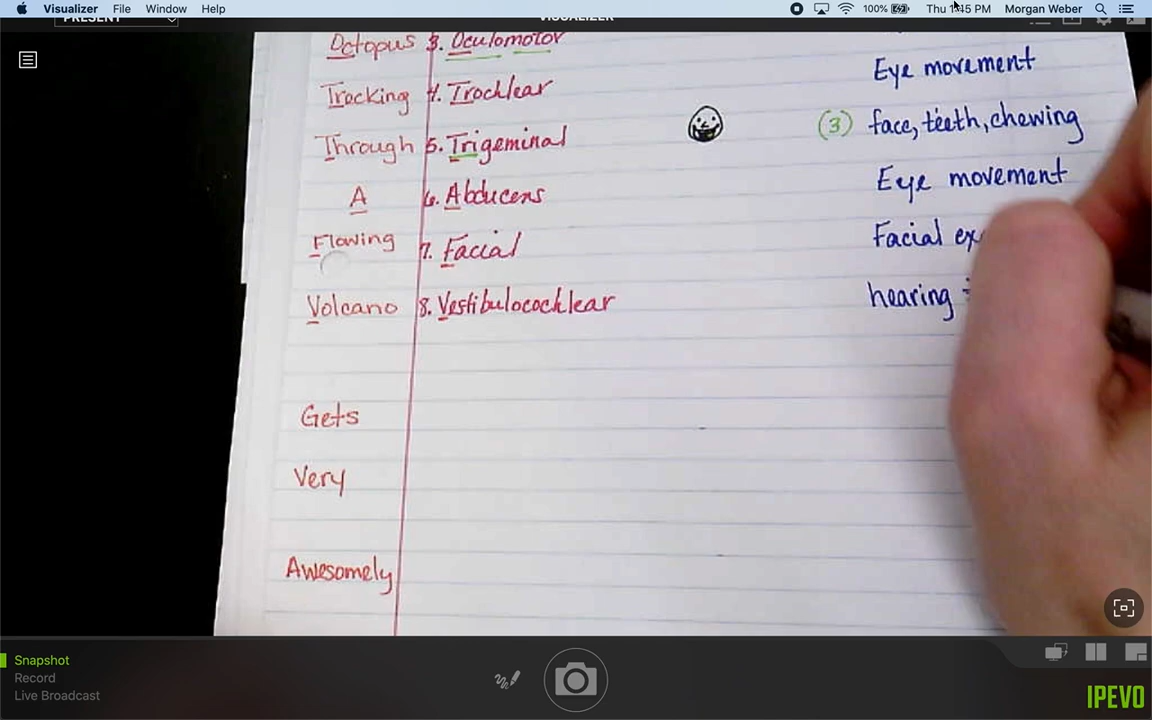 Visualizer File Window Help 100% Thu 1:45 PM Morgan Weber
PRESENT VISUALIZER
Octopus 3. Oculomotor
Eye movement
Tracking 4. Trochlear
Through 5. Trigeminal (3) face, teeth, chewing
A 6. Abducens Eye movement
Flowing 7. Facial Facial
Volcano 8. Vestibulocochlear hearing
Gets
Very
Awesomely
Snapshot
Record
Live Broadcast
IPEVO